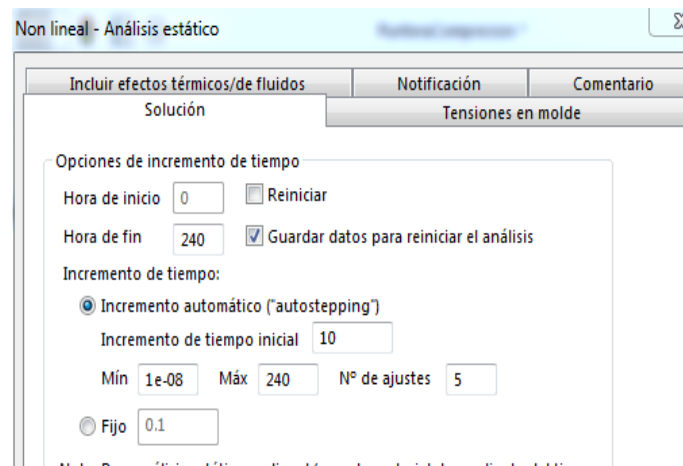 Non lineal - Análisis estático
Incluir efectos térmicos/de fluidos Notificación Comentario
Solución Tensiones en molde
Opciones de incremento de tiempo
Hora de inicio 0 Reiniciar
Hora de fin 240 Guardar datos para reiniciar el análisis
Incremento de tiempo:
Incremento automático ("autostepping")
Incremento de tiempo inicial 10
Mín 1e-08 Máx 240 Nº de ajustes 5
Fijo 0.1